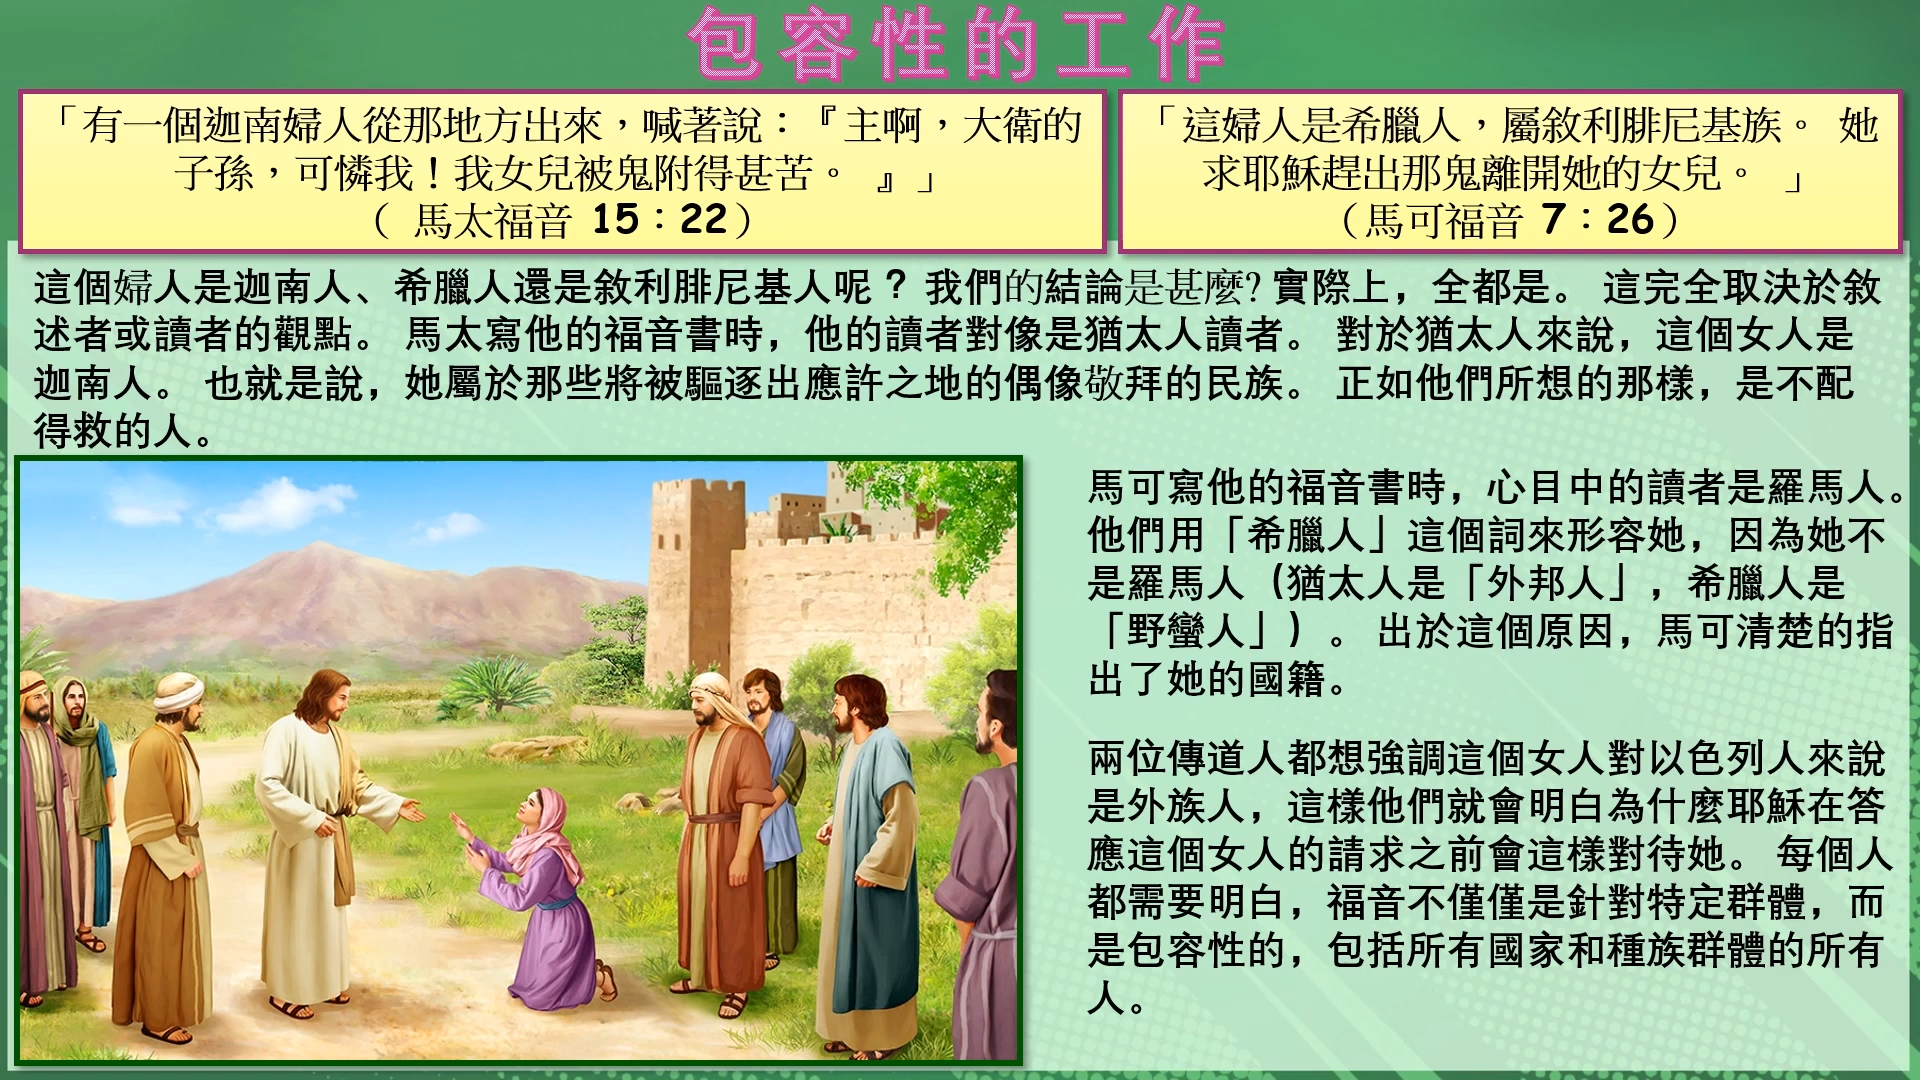 包容性的工作
「有一個迦南婦人從那地方出來，喊著說：『主啊，大衛的
子孫，可憐我！我女兒被鬼附得甚苦。 』」
（ 馬太福音 15：22）
「這婦人是希臘人，屬敘利腓尼基族。 她
求耶穌趕出那鬼離開她的女兒。 」
（馬可福音 7：26）
這個婦人是迦南人、希臘人還是敘利腓尼基人呢 ？ 我們的結論是甚麼? 實際上，全都是。 這完全取決於敘
述者或讀者的觀點。 馬太寫他的福音書時，他的讀者對像是猶太人讀者。 對於猶太人來說，這個女人是
迦南人。 也就是說，她屬於那些將被驅逐出應許之地的偶像敬拜的民族。 正如他們所想的那樣，是不配
得救的人。
馬可寫他的福音書時，心目中的讀者是羅馬人。
他們用「希臘人」這個詞來形容她，因為她不
是羅馬人（猶太人是「外邦人」，希臘人是
「野蠻人」）。 出於這個原因，馬可清楚的指
出了她的國籍。
兩位傳道人都想強調這個女人對以色列人來說
是外族人，這樣他們就會明白為什麼耶穌在答
應這個女人的請求之前會這樣對待她。 每個人
都需要明白，福音不僅僅是針對特定群體，而
是包容性的，包括所有國家和種族群體的所有
人。